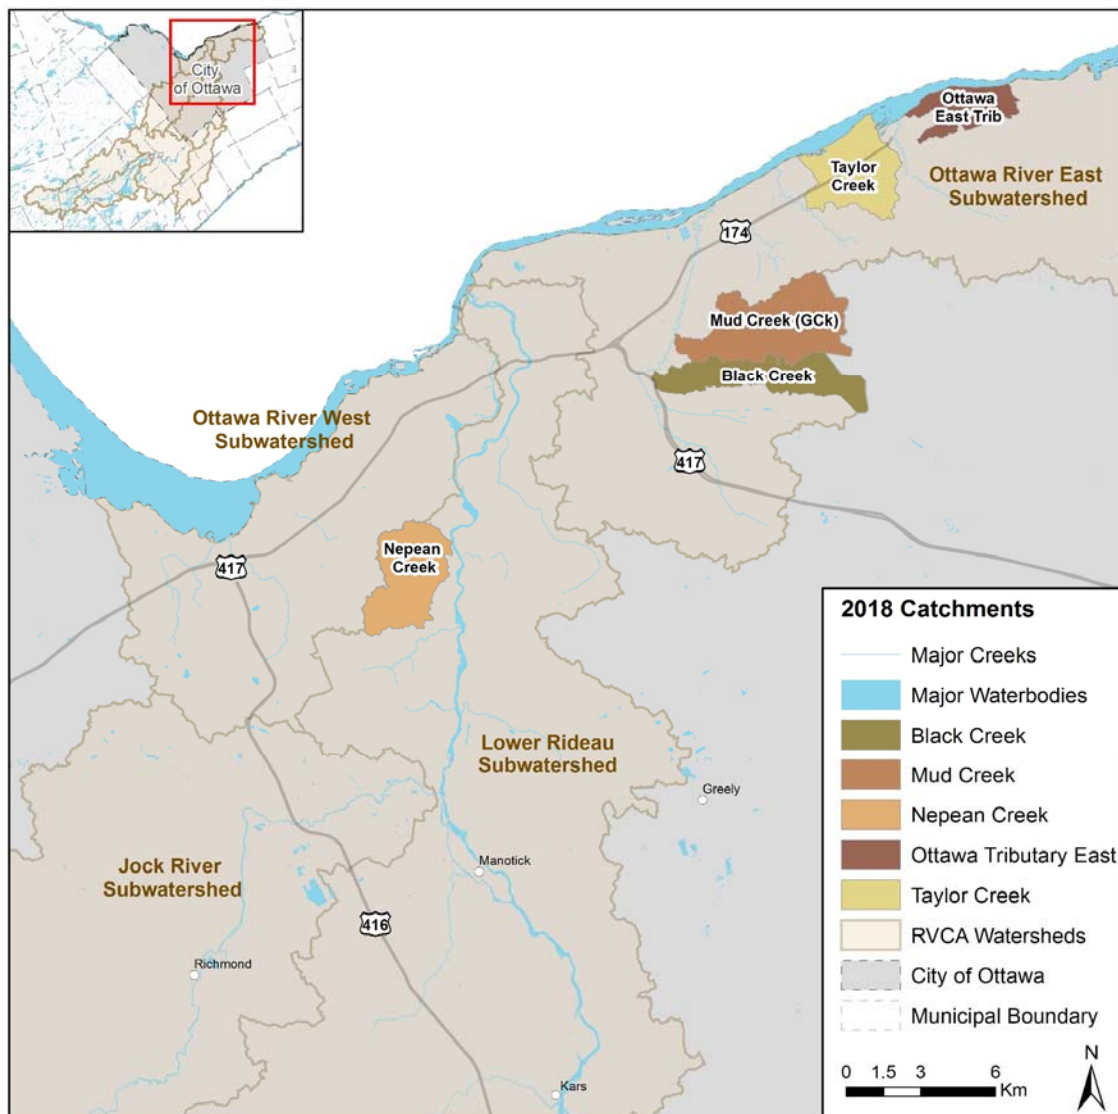 City
of Ottawa
Ottawa
East Trib
Taylor
Creek
Ottawa River East
Subwatershed
174
Mud Creek (GCk)
Black Creek
Ottawa River West
Subwatershed
417
Nepean
Creek
417
Lower Rideau
Subwatershed
Greely
Jock River
Subwatershed
Manotick
416
Richmond
Kars
2018 Catchments
Major Creeks
Major Waterbodies
Black Creek
Mud Creek
Nepean Creek
Ottawa Tributary East
Taylor Creek
RVCA Watersheds
City of Ottawa
Municipal Boundary
N
0 1.5 3 6
Km